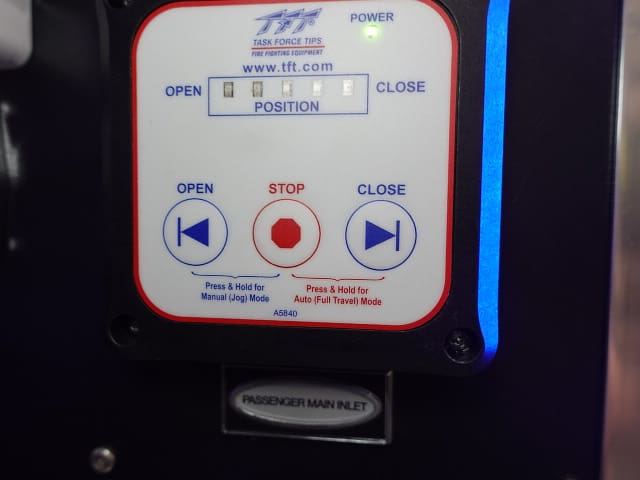 TFT
POWER
TASK FORCE TIPS
FIRE FIGHTING EQUIPMENT
www.tft.com
OPEN CLOSE
POSITION
OPEN STOP CLOSE
Press & Hold for
Manual (Jog) Mode
Press & Hold for
Auto (Full Travel) Mode
A5840
PASSENGER MAIN INLET